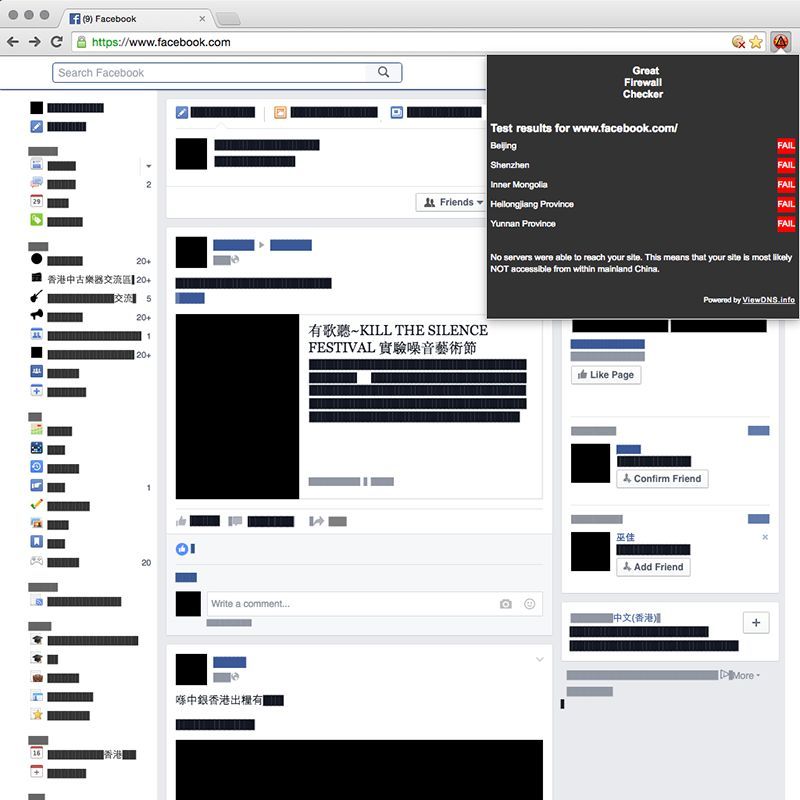 (9) Facebook
https://www.facebook.com
Search Facebook
Great
Firewall
Checker
Test results for www.facebook.com/
Beijing FAIL
Shenzhen FAIL
Inner Mongolia FAIL
Heilongjiang Province FAIL
Yunnan Province FAIL
No servers were able to reach your site. This means that your site is most likely
NOT accessible from within mainland China.
Powered by ViewDNS.info
2
29
20+
香港中古樂器交流區 20+
交流 5
20+
1
20+
1
20
16
香港
Friends
有歌聽~KILL THE SILENCE
FESTIVAL 實驗噪音藝術節
Write a comment...
喺中銀香港出糧有
Like Page
Confirm Friend
巫佳
Add Friend
中文(香港)
More